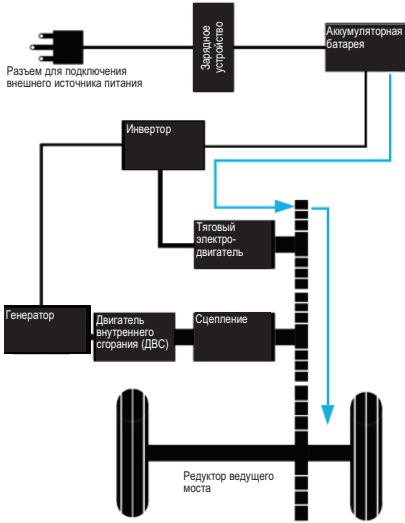 Разъем для подключения
внешнего источника питания
Зарядное
устройство
Аккумуляторная
батарея
Инвертор
Тяговый
электро-
двигатель
Генератор
Двигатель
внутреннего
сгорания (ДВС)
Сцепление
Редуктор ведущего
моста